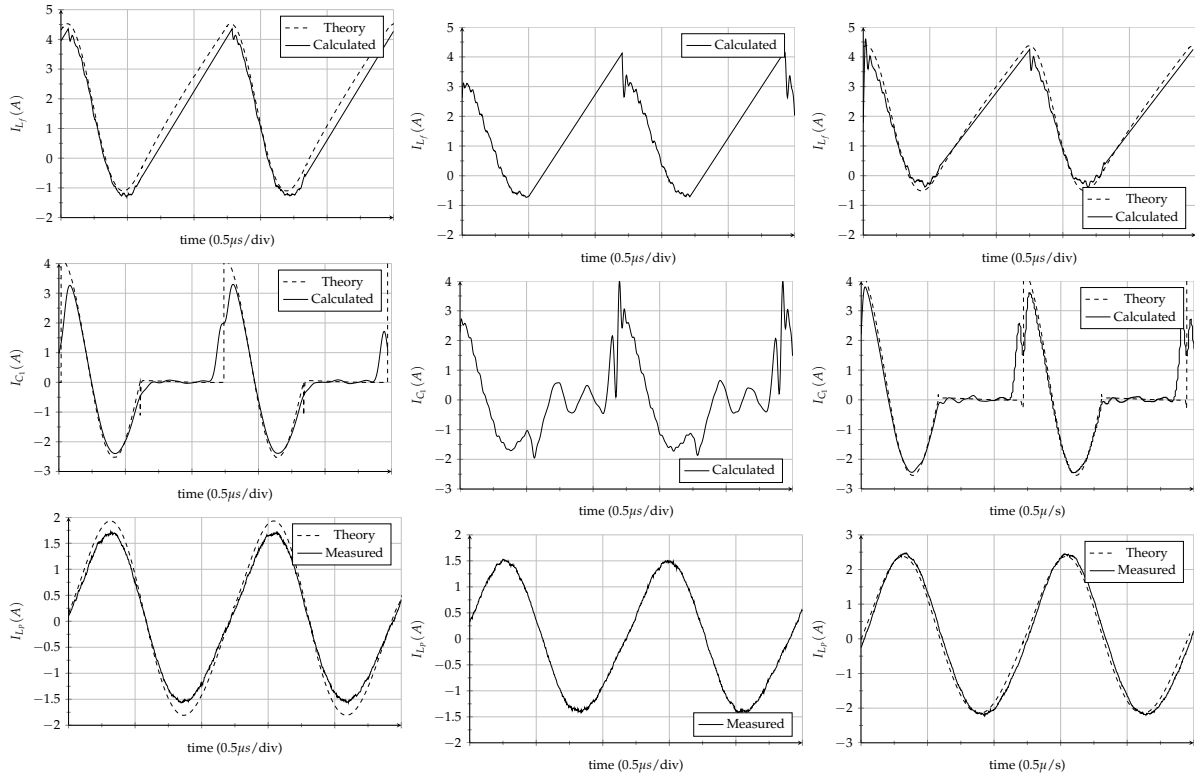 5
4
3
2
1
0
−1
−2
I_{L_f}(A)
Theory
Calculated
time (0.5μs/div)
5
4
3
2
1
0
−1
−2
I_{L_f}(A)
Calculated
time (0.5μs/div)
5
4
3
2
1
0
−1
−2
I_{L_f}(A)
Theory
Calculated
time (0.5μs/div)
4
3
2
1
0
−1
−2
−3
I_{C_1}(A)
Theory
Calculated
time (0.5μs/div)
4
3
2
1
0
−1
−2
−3
I_{C_1}(A)
Calculated
time (0.5μs/div)
4
3
2
1
0
−1
−2
−3
I_{C_1}(A)
Theory
Calculated
time (0.5μ/s)
2
1.5
1
0.5
0
−0.5
−1
−1.5
−2
I_{L_p}(A)
Theory
Measured
time (0.5μs/div)
2
1.5
1
0.5
0
−0.5
−1
−1.5
−2
I_{L_p}(A)
Measured
time (0.5μs/div)
3
2
1
0
−1
−2
−3
I_{L_p}(A)
Theory
Measured
time (0.5μ/s)